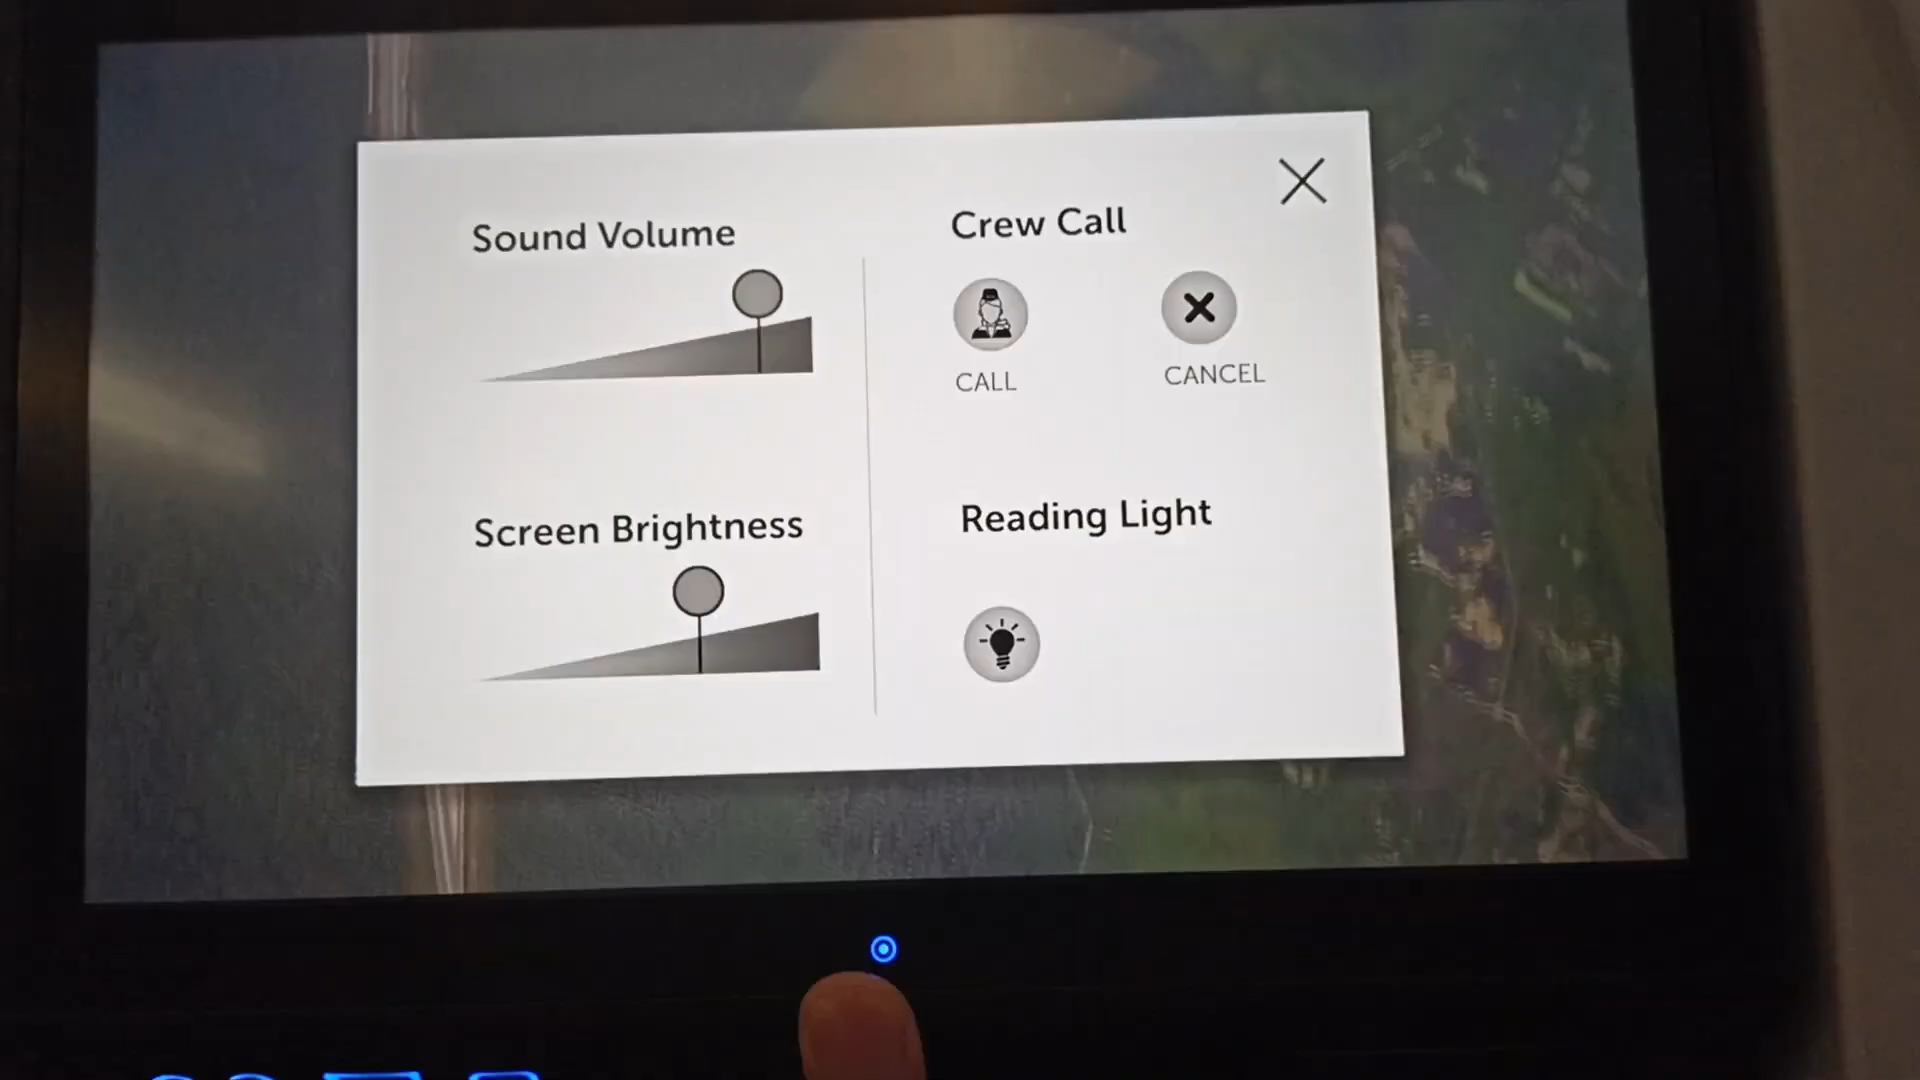 Sound Volume
Crew Call
CALL
CANCEL
Screen Brightness
Reading Light